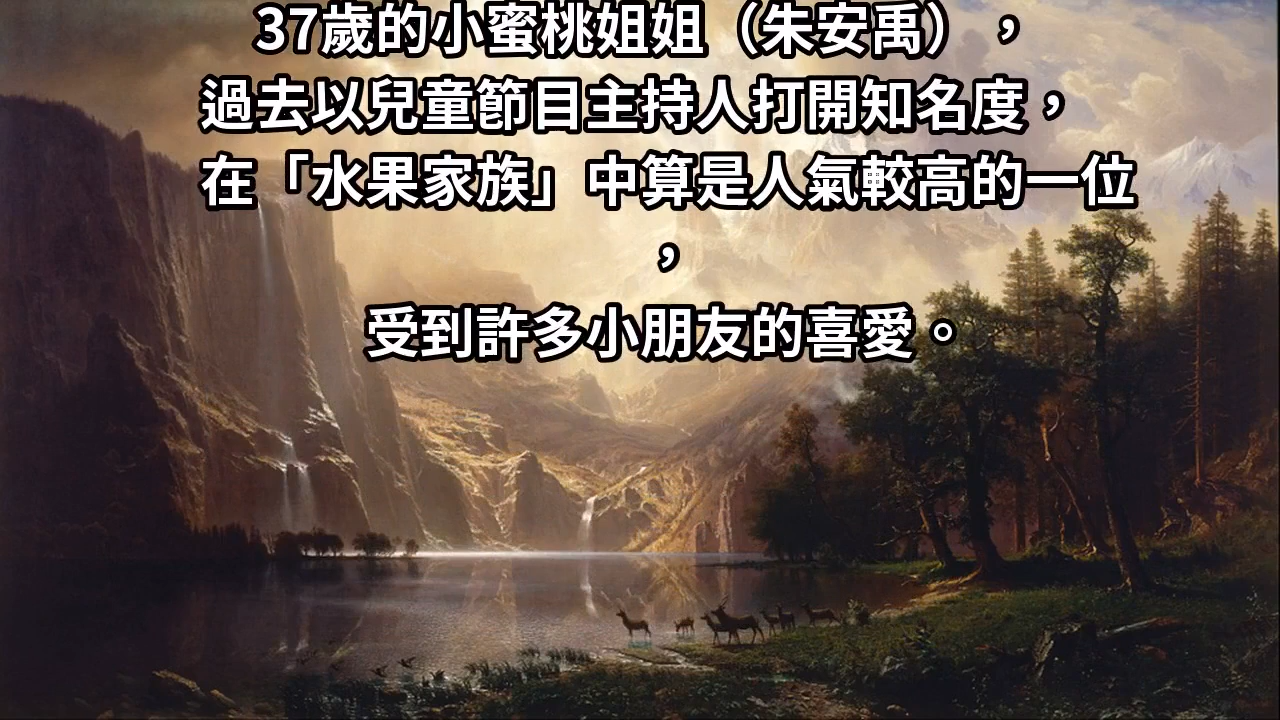 37歲的小蜜桃姐姐（朱安禹），
過去以兒童節目主持人打開知名度，
在「水果家族」中算是人氣較高的一位
，
受到許多小朋友的喜愛。